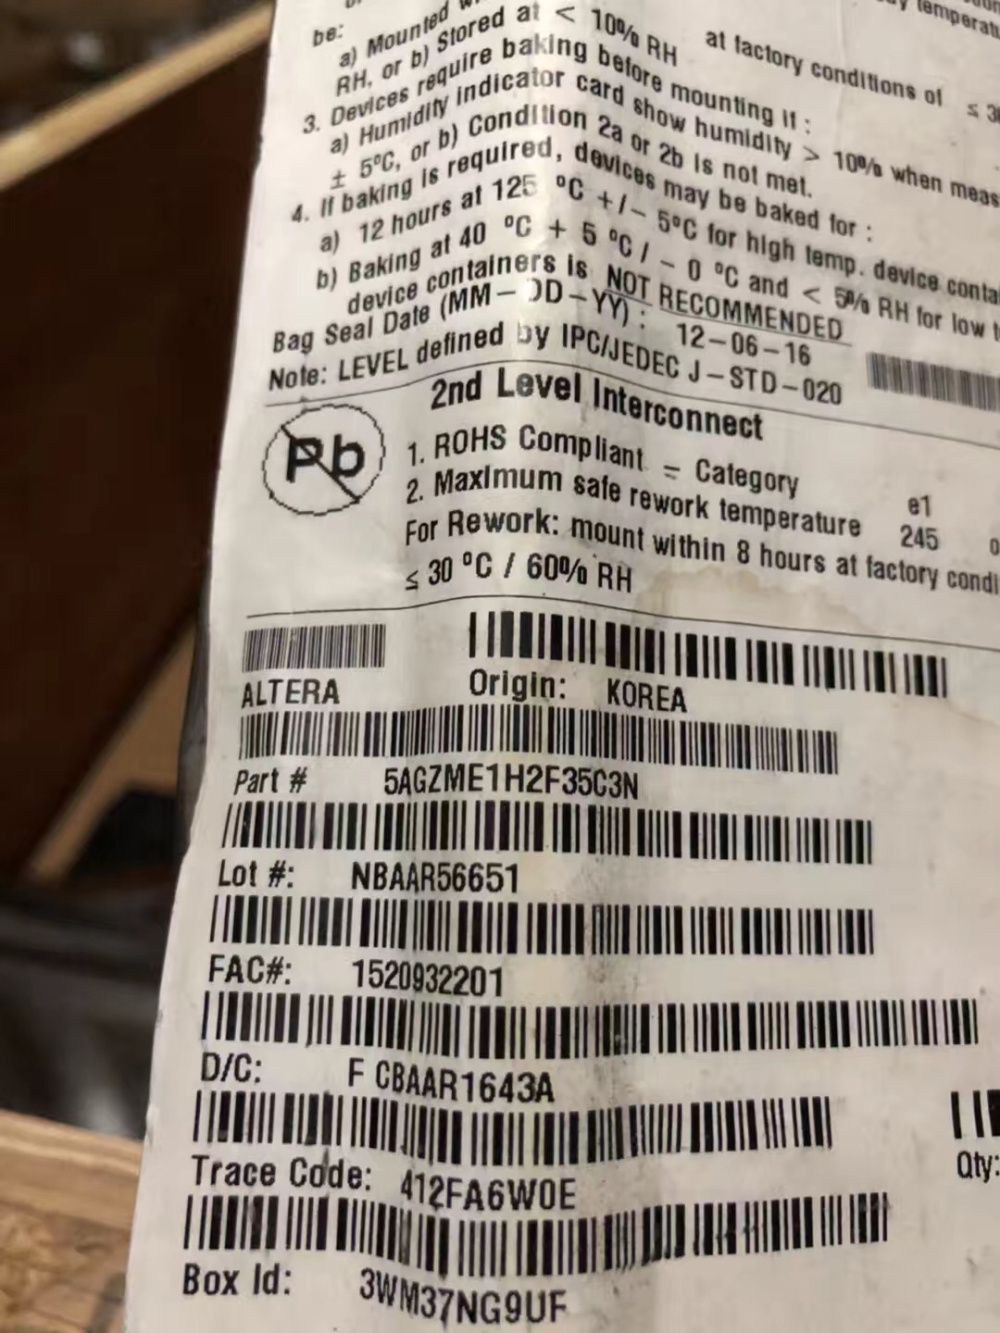 be:
a) Mounted
RH, or b) Stored at < 10% RH at factory conditions of ≤
3. Devices require baking before mounting if :
a) Humidity indicator card show humidity > 10% when
± 5°C, or b) Condition 2a or 2b is not met.
4. If baking is required, devices may be baked for :
a) 12 hours at 125 °C +/- 5°C for high temp. device
b) Baking at 40 °C + 5 °C / - 0 °C and < 5% RH for low
device containers is NOT RECOMMENDED
Bag Seal Date (MM-DD-YY) : 12-06-16
Note: LEVEL defined by IPC/JEDEC J-STD-020
2nd Level Interconnect
Pb
1. ROHS Compliant = Category e1
2. Maximum safe rework temperature 245
For Rework: mount within 8 hours at factory
≤ 30 °C / 60% RH
ALTERA
Origin: KOREA
Part # 5AGZME1H2F35C3N
Lot #: NBAAR56651
FAC#: 1520932201
D/C: F CBAAR1643A
Trace Code: 412FA6W0E
Qty:
Box Id: 3WM37NG9UF